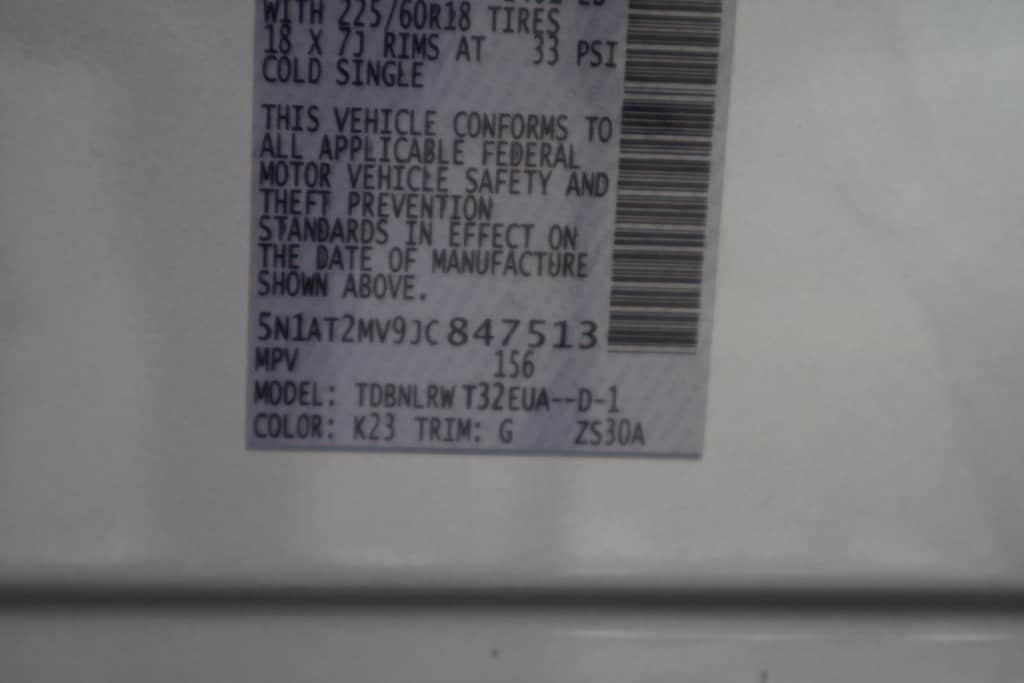 WITH 225/60R18 TIRES
18 X 7J RIMS AT 33 PSI
COLD SINGLE
THIS VEHICLE CONFORMS TO
ALL APPLICABLE FEDERAL
MOTOR VEHICLE SAFETY AND
THEFT PREVENTION
STANDARDS IN EFFECT ON
THE DATE OF MANUFACTURE
SHOWN ABOVE.
5N1AT2MV9JC847513
MPV 156
MODEL: TDBNLRW T32EUA--D-1
COLOR: K23 TRIM: G ZS30A